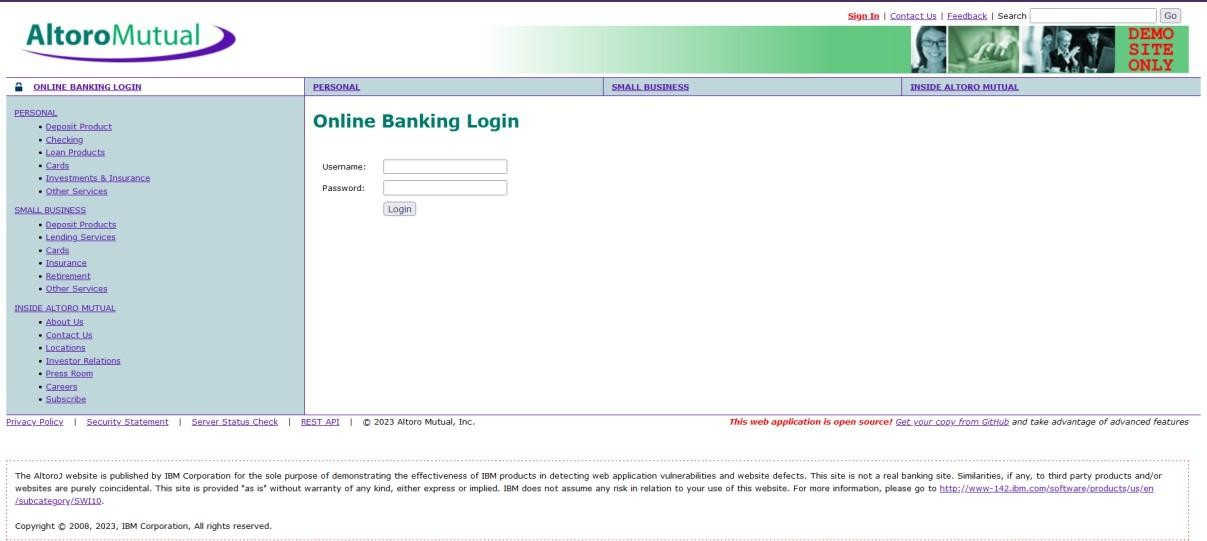 Sign In | Contact Us | Feedback | Search Go
AltoroMutual
DEMO
SITE
ONLY
ONLINE BANKING LOGIN
PERSONAL
SMALL BUSINESS
INSIDE ALTORO MUTUAL
PERSONAL
• Deposit Product
• Checking
• Loan Products
• Cards
• Investments & Insurance
• Other Services
SMALL BUSINESS
• Deposit Products
• Lending Services
• Cards
• Insurance
• Retirement
• Other Services
INSIDE ALTORO MUTUAL
• About Us
• Contact Us
• Locations
• Investor Relations
• Press Room
• Careers
• Subscribe
Online Banking Login
Username:
Password:
Login
Privacy Policy | Security Statement | Server Status Check | REST API | © 2023 Altoro Mutual, Inc.
This web application is open source! Get your copy from GitHub and take advantage of advanced features
The AltoroJ website is published by IBM Corporation for the sole purpose of demonstrating the effectiveness of IBM products in detecting web application vulnerabilities and website defects. This site is not a real banking site. Similarities, if any, to third party products and/or
websites are purely coincidental. This site is provided "as is" without warranty of any kind, either express or implied. IBM does not assume any risk in relation to your use of this website. For more information, please go to http://www-142.ibm.com/software/products/us/en
/subcategory/SWI10.
Copyright © 2008, 2023, IBM Corporation, All rights reserved.